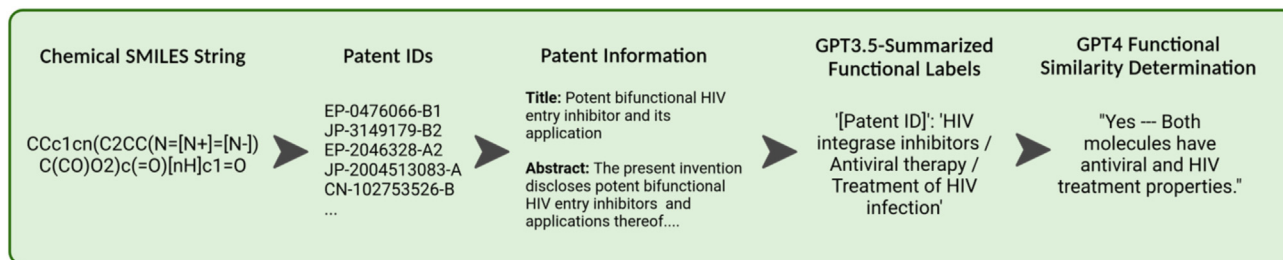 Chemical SMILES String
CCc1cn(C2CC(N=[N+]=[N-])
C(CO)O2)c(=O)[nH]c1=O
Patent IDs
EP-0476066-B1
JP-3149179-B2
EP-2046328-A2
JP-2004513083-A
CN-102753526-B
...
Patent Information
Title: Potent bifunctional HIV
entry inhibitor and its
application
Abstract: The present invention
discloses potent bifunctional
HIV entry inhibitors and
applications thereof....
GPT3.5-Summarized
Functional Labels
'[Patent ID]': 'HIV
integrase inhibitors /
Antiviral therapy /
Treatment of HIV
infection'
GPT4 Functional
Similarity Determination
"Yes --- Both
molecules have
antiviral and HIV
treatment properties."